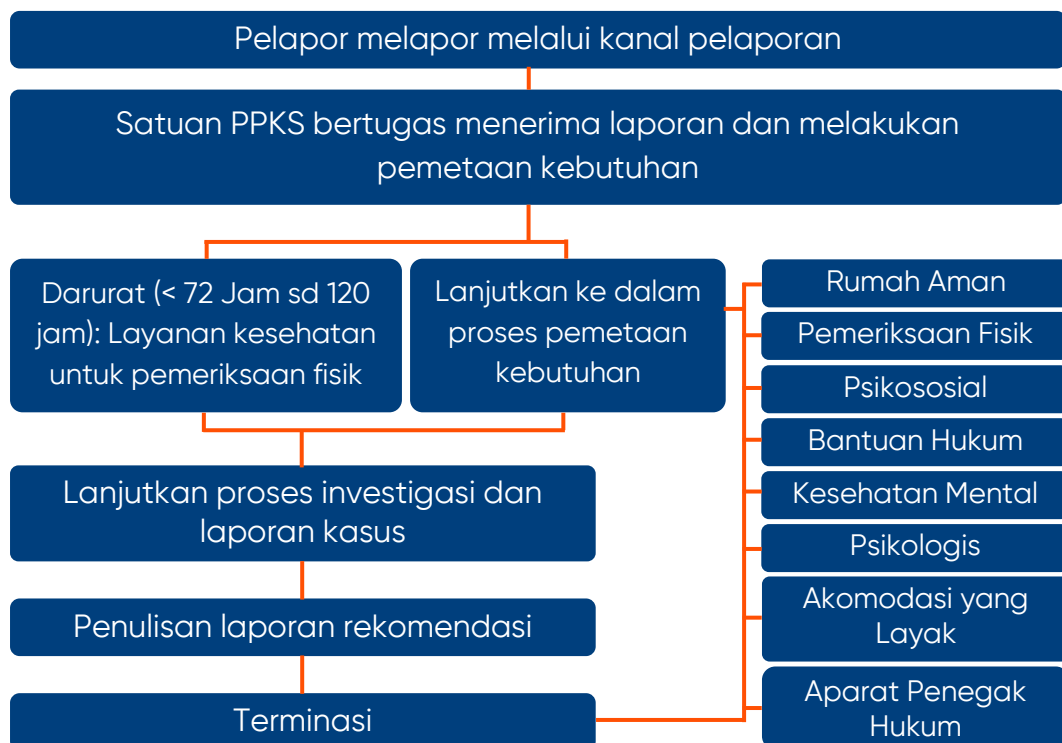 Pelapor melapor melalui kanal pelaporan
Satuan PPKS bertugas menerima laporan dan melakukan
pemetaan kebutuhan
Darurat (< 72 Jam sd 120
jam): Layanan kesehatan
untuk pemeriksaan fisik
Lanjutkan ke dalam
proses pemetaan
kebutuhan
Rumah Aman
Pemeriksaan Fisik
Psikososial
Bantuan Hukum
Kesehatan Mental
Psikologis
Akomodasi yang
Layak
Aparat Penegak
Hukum
Lanjutkan proses investigasi dan
laporan kasus
Penulisan laporan rekomendasi
Terminasi